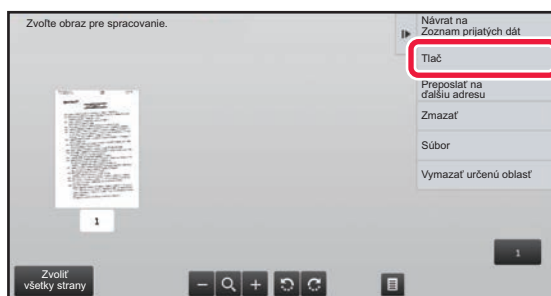 Zvoľte obraz pre spracovanie.
Návrat na
Zoznam prijatých dát
Tlač
Preposlať na
ďalšiu adresu
Zmazať
Súbor
Vymazať určenú oblasť
1
1
Zvoliť
všetky strany